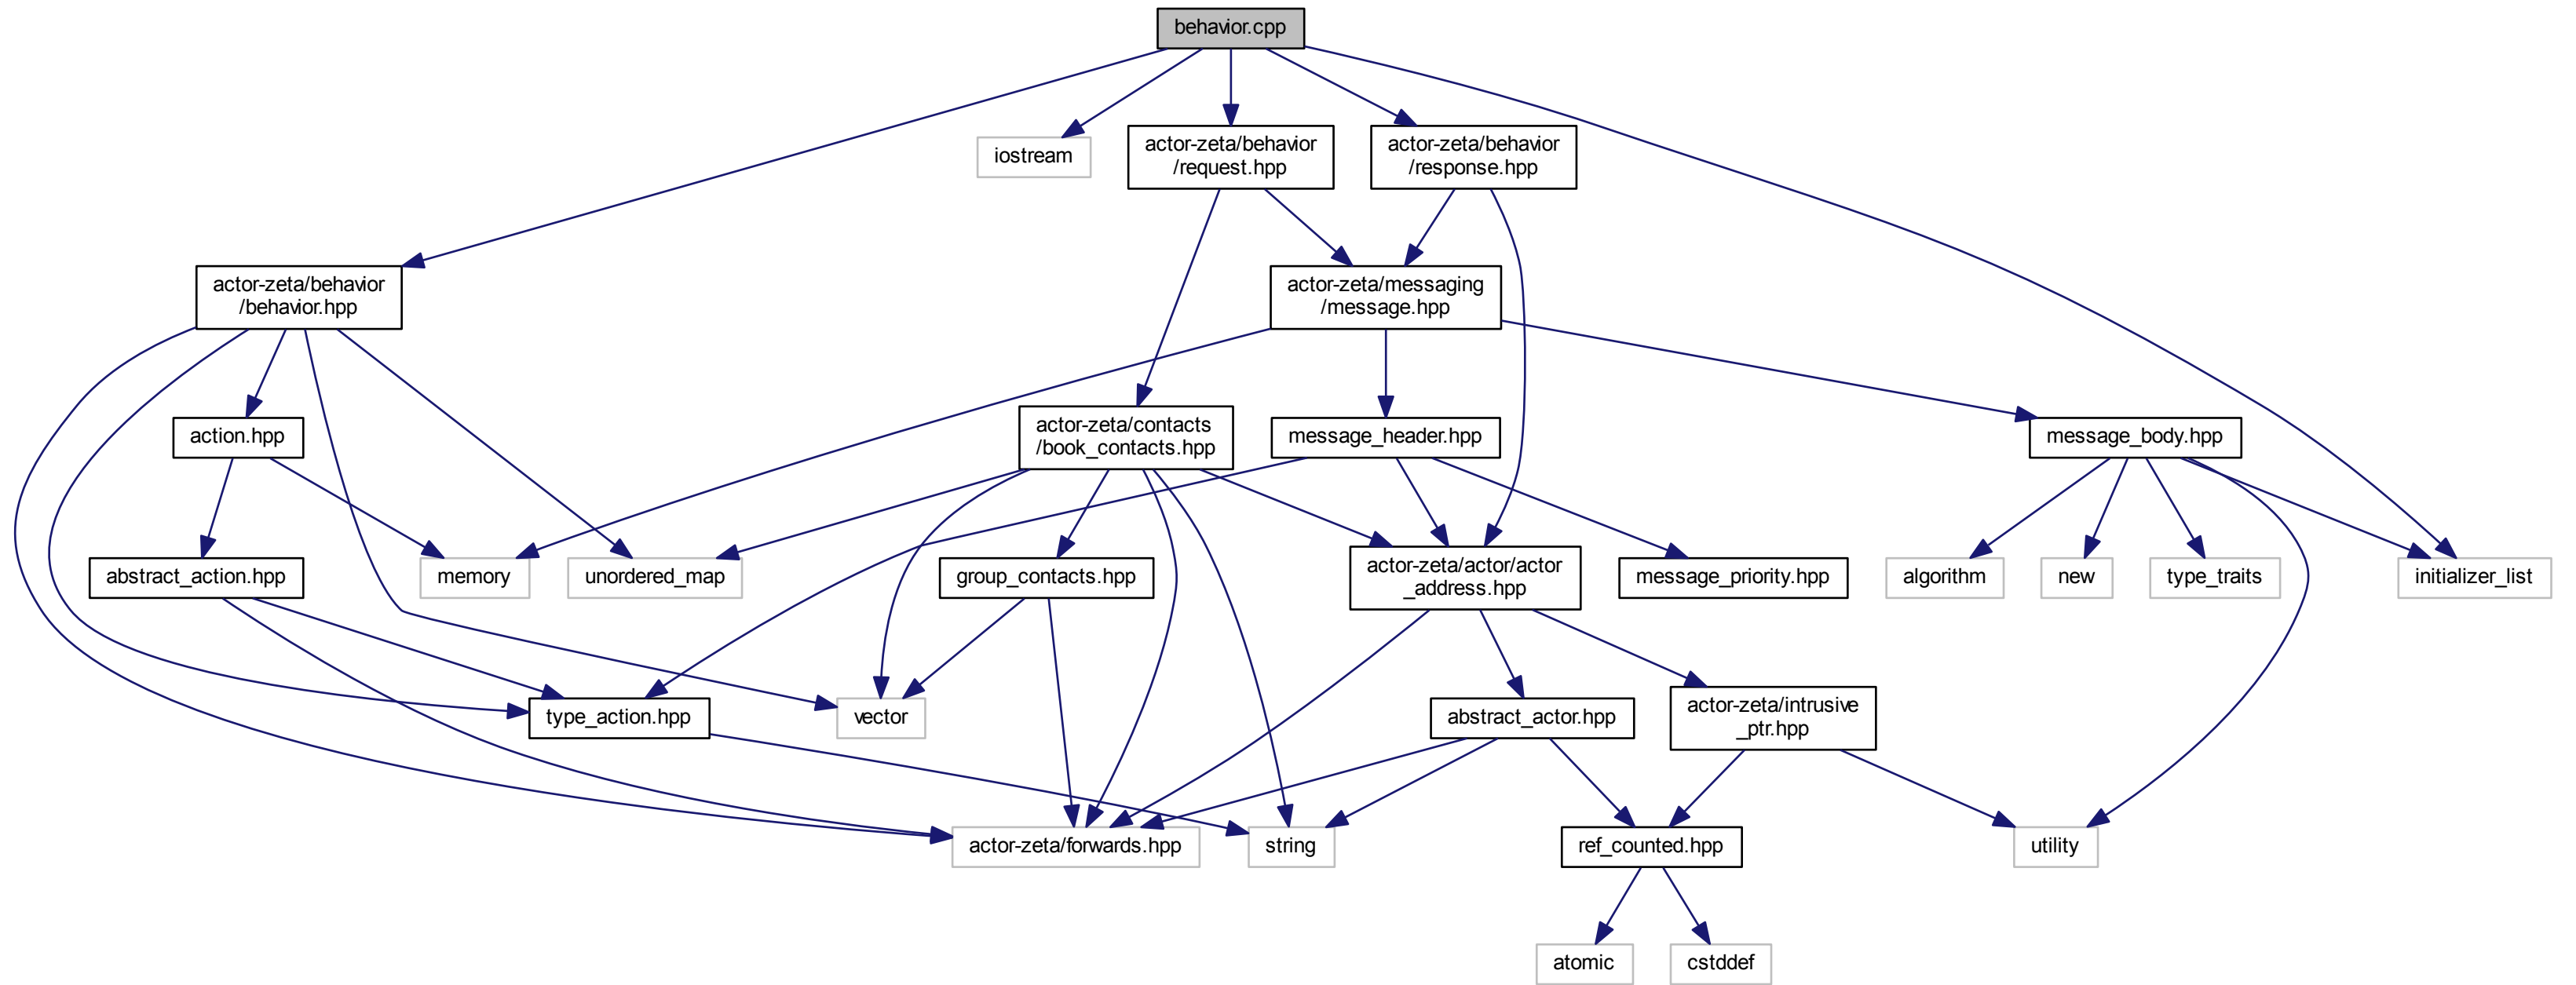 behavior.cpp
iostream
actor-zeta/behavior
/request.hpp
actor-zeta/behavior
/response.hpp
actor-zeta/behavior
/behavior.hpp
actor-zeta/messaging
/message.hpp
action.hpp
actor-zeta/contacts
/book_contacts.hpp
message_header.hpp
message_body.hpp
abstract_action.hpp
memory
unordered_map
group_contacts.hpp
actor-zeta/actor/actor
_address.hpp
message_priority.hpp
algorithm
new
type_traits
initializer_list
type_action.hpp
vector
abstract_actor.hpp
actor-zeta/intrusive
_ptr.hpp
actor-zeta/forwards.hpp
string
ref_counted.hpp
utility
atomic
cstddef